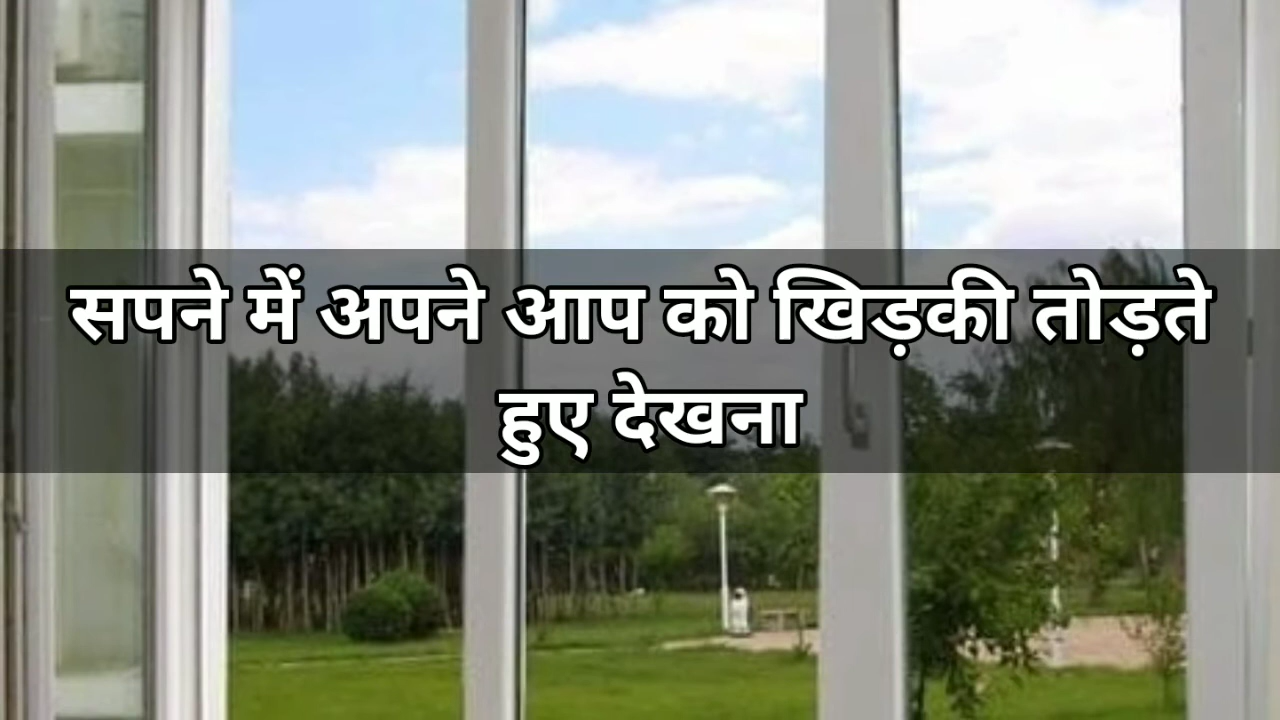 सपने में अपने आप को खिड़की तोड़ते
हुए देखना